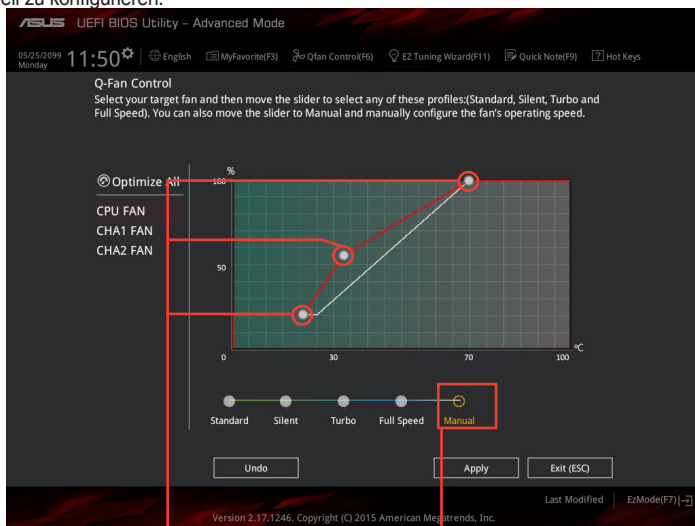 ell zu konfigurieren.
ASUS UEFI BIOS Utility – Advanced Mode
05/25/2099 Monday 11:50 English MyFavorite(F3) Qfan Control(F6) EZ Tuning Wizard(F11) Quick Note(F9) ? Hot Keys
Q-Fan Control
Select your target fan and then move the slider to select any of these profiles:(Standard, Silent, Turbo and
Full Speed). You can also move the slider to Manual and manually configure the fan's operating speed.
%
Optimize All 100
CPU FAN
CHA1 FAN
CHA2 FAN
50
°C
0 30 70 100
Standard Silent Turbo Full Speed Manual
Undo Apply Exit (ESC)
Last Modified EzMode(F7)
Version 2.17.1246. Copyright (C) 2015 American Megatrends, Inc.